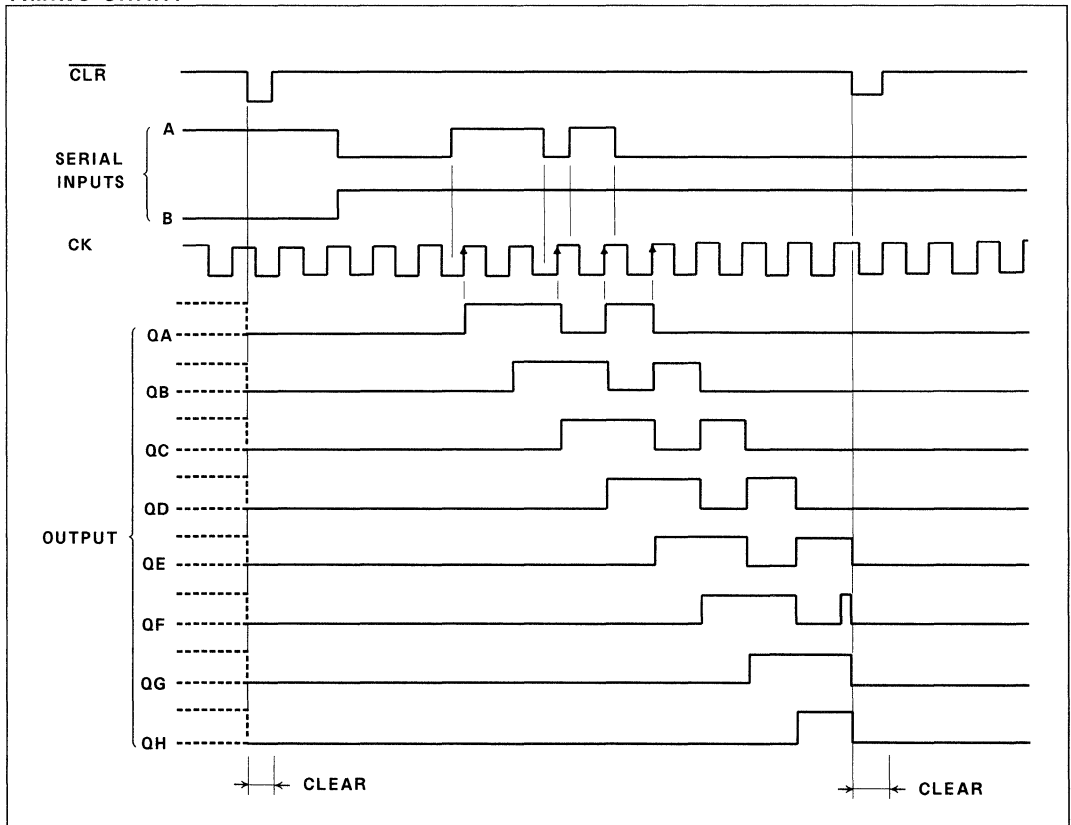 CLR
A
SERIAL
INPUTS
B
CK
QA
QB
QC
QD
OUTPUT
QE
QF
QG
QH
CLEAR
CLEAR